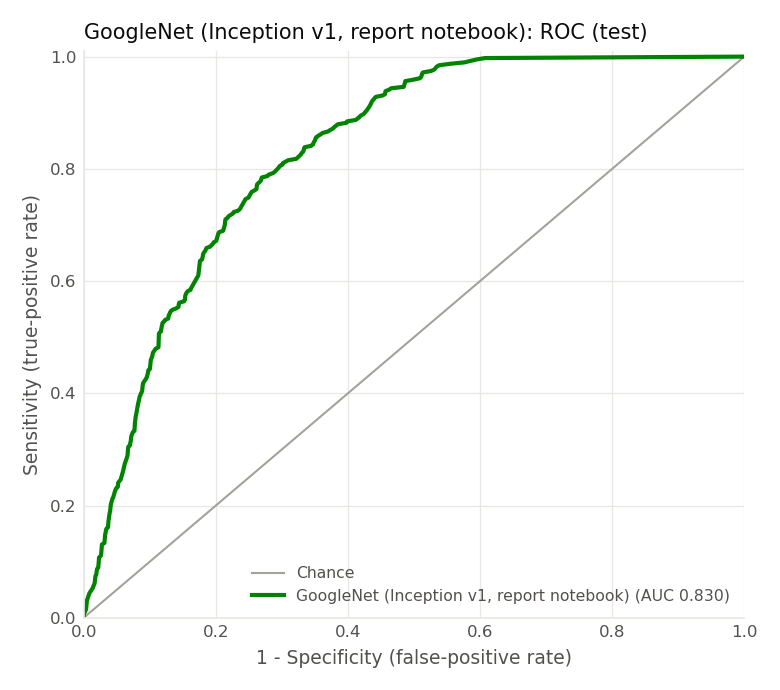 GoogleNet (Inception v1, report notebook): ROC (test)
1.0
0.8
0.6
0.4
0.2
0.0
Sensitivity (true-positive rate)
Chance
GoogleNet (Inception v1, report notebook) (AUC 0.830)
0.0 0.2 0.4 0.6 0.8 1.0
1 - Specificity (false-positive rate)